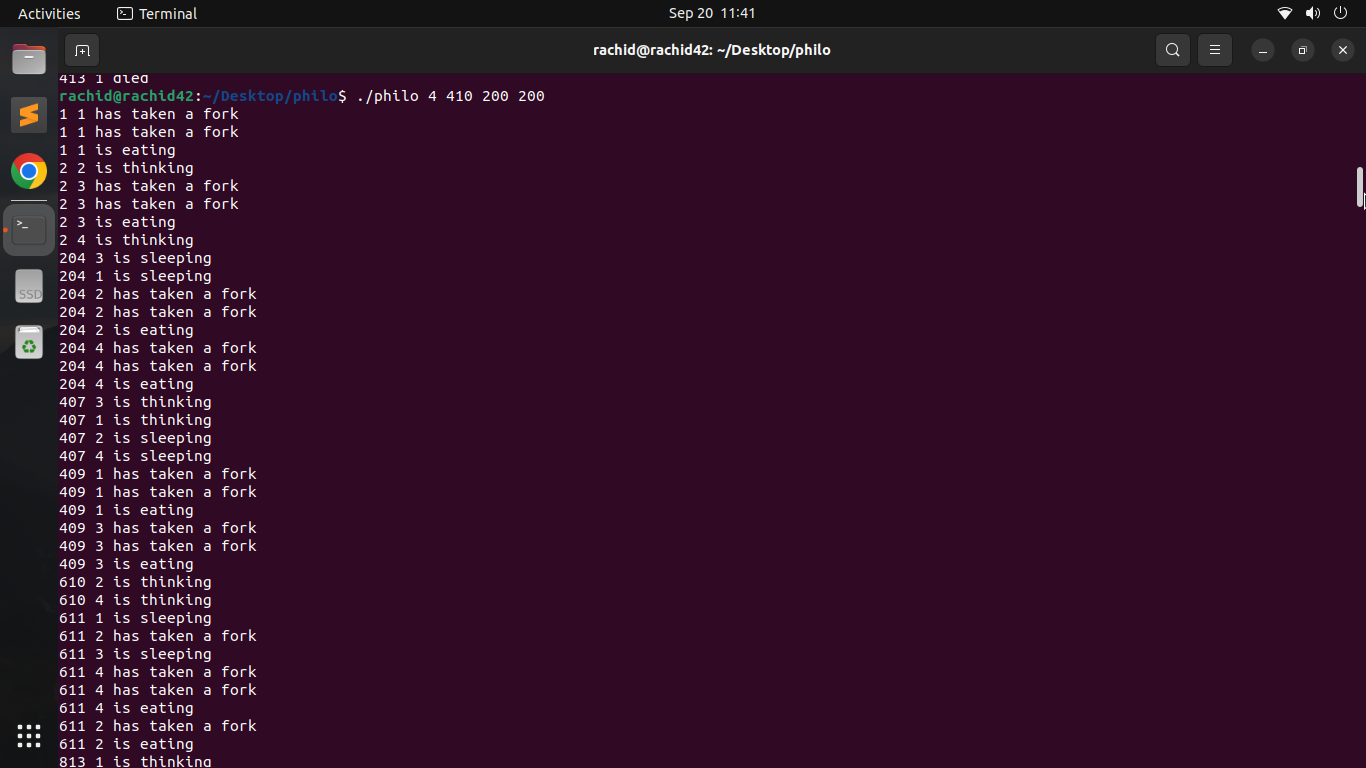 Activities
Terminal
Sep 20 11:41
rachid@rachid42: ~/Desktop/philo
413 1 died
rachid@rachid42:~/Desktop/philo$ ./philo 4 410 200 200
1 1 has taken a fork
1 1 has taken a fork
1 1 is eating
2 2 is thinking
2 3 has taken a fork
2 3 has taken a fork
2 3 is eating
2 4 is thinking
204 3 is sleeping
204 1 is sleeping
204 2 has taken a fork
204 2 has taken a fork
204 2 is eating
204 4 has taken a fork
204 4 has taken a fork
204 4 is eating
407 3 is thinking
407 1 is thinking
407 2 is sleeping
407 4 is sleeping
409 1 has taken a fork
409 1 has taken a fork
409 1 is eating
409 3 has taken a fork
409 3 has taken a fork
409 3 is eating
610 2 is thinking
610 4 is thinking
611 1 is sleeping
611 2 has taken a fork
611 3 is sleeping
611 4 has taken a fork
611 4 has taken a fork
611 4 is eating
611 2 has taken a fork
611 2 is eating
813 1 is thinking
SSD